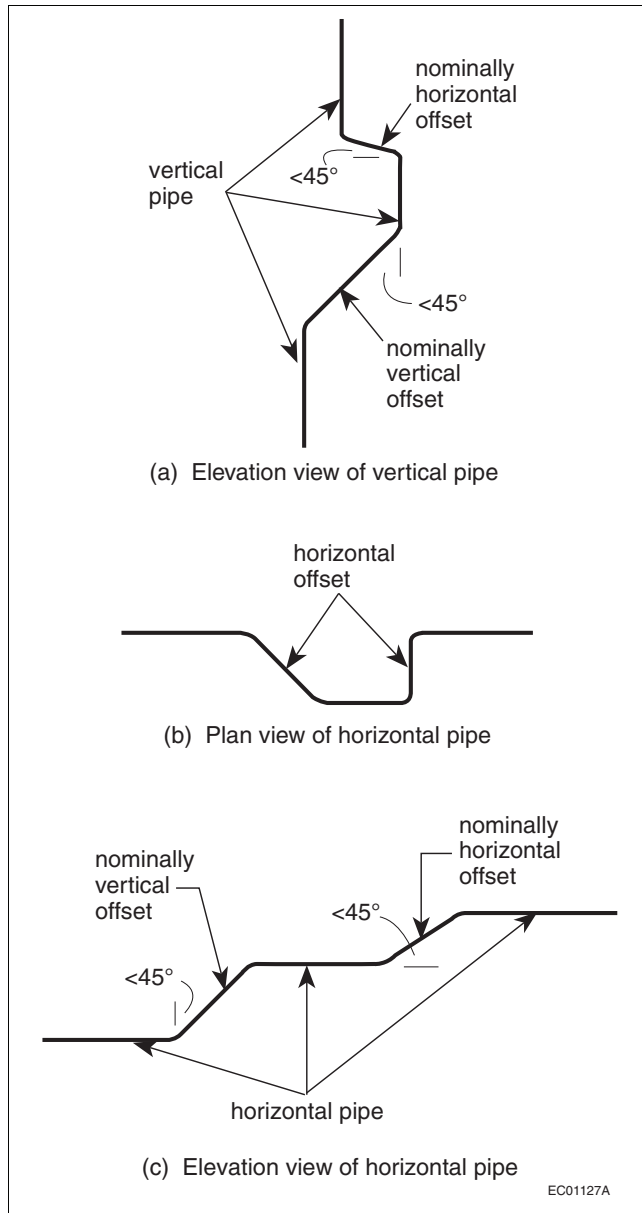 nominally
horizontal
offset
<45°
vertical
pipe
<45°
nominally
vertical
offset
(a) Elevation view of vertical pipe
horizontal
offset
(b) Plan view of horizontal pipe
nominally
vertical
offset
nominally
horizontal
offset
<45°
<45°
horizontal pipe
(c) Elevation view of horizontal pipe
EC01127A